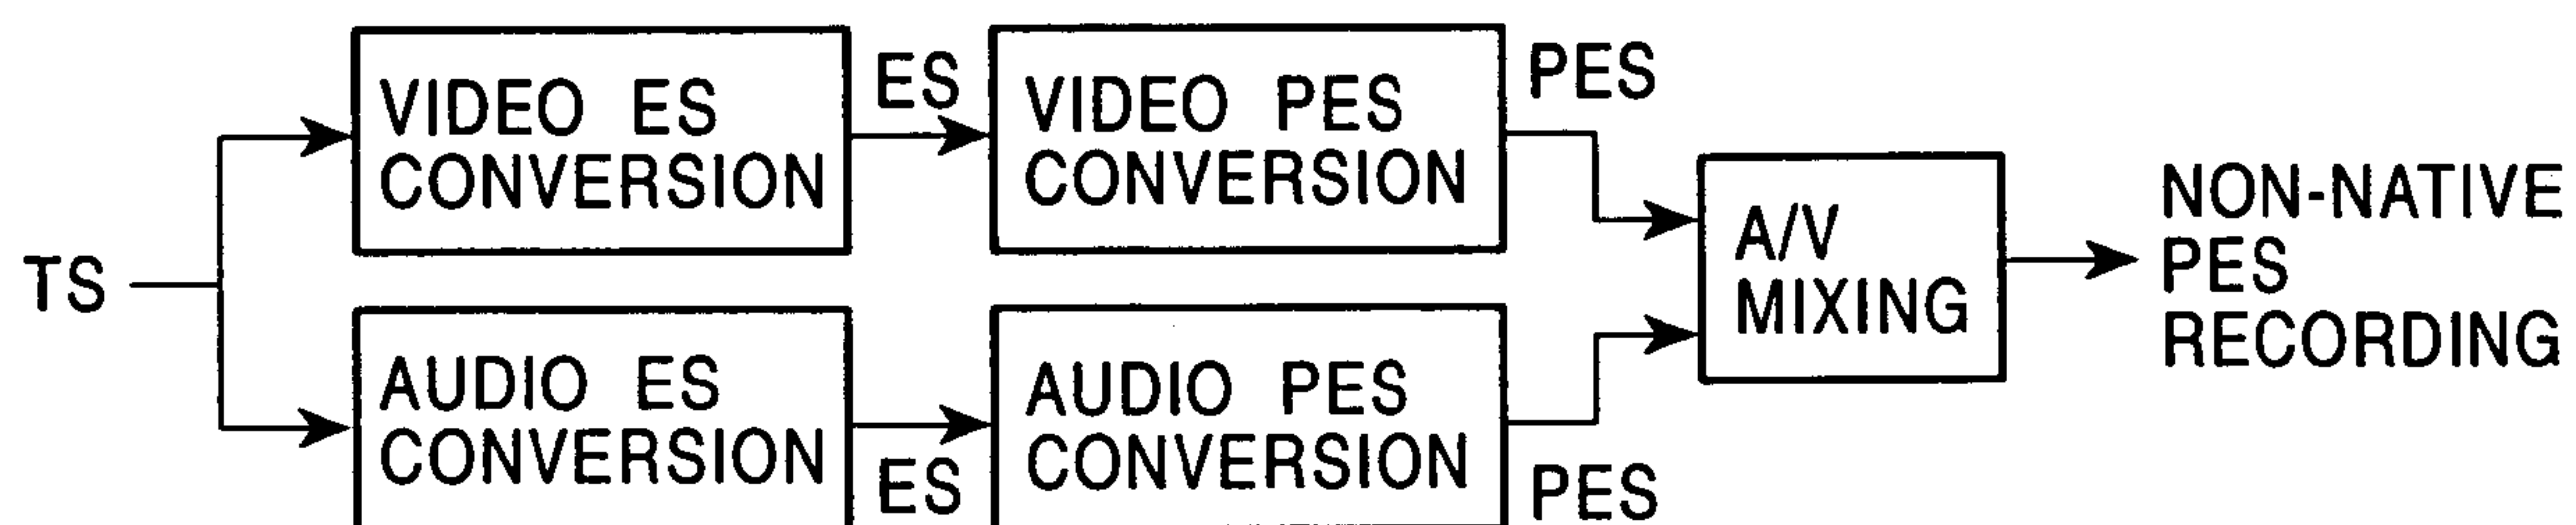 TS
VIDEO ES
CONVERSION
ES
VIDEO PES
CONVERSION
PES
AUDIO ES
CONVERSION
ES
AUDIO PES
CONVERSION
PES
A/V
MIXING
NON-NATIVE
PES
RECORDING